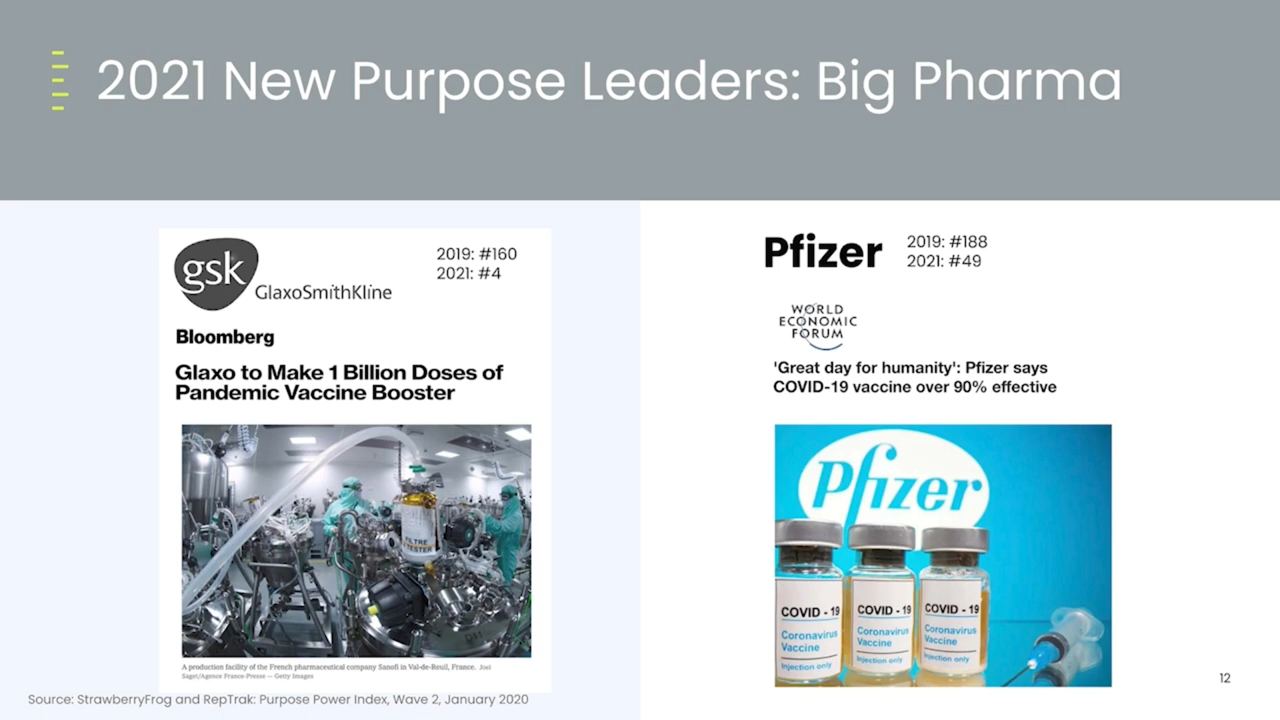 2021 New Purpose Leaders: Big Pharma
gsk
GlaxoSmithKline
2019: #160
2021: #4
Bloomberg
Glaxo to Make 1 Billion Doses of
Pandemic Vaccine Booster
FILTRE
TESTER
A production facility of the French pharmaceutical company Sanofi in Val-de-Reuil, France. Joel
Saget/Agence France-Presse — Getty Images
Source: StrawberryFrog and RepTrak: Purpose Power Index, Wave 2, January 2020
Pfizer
2019: #188
2021: #49
WORLD
ECONOMIC
FORUM
'Great day for humanity': Pfizer says
COVID-19 vaccine over 90% effective
Pfizer
COVID - 19
Coronavirus
Vaccine
Injection only
COVID - 19
Coronavirus
Vaccine
Injection only
COVID - 19
Coronavirus
Vaccine
Injection only
12